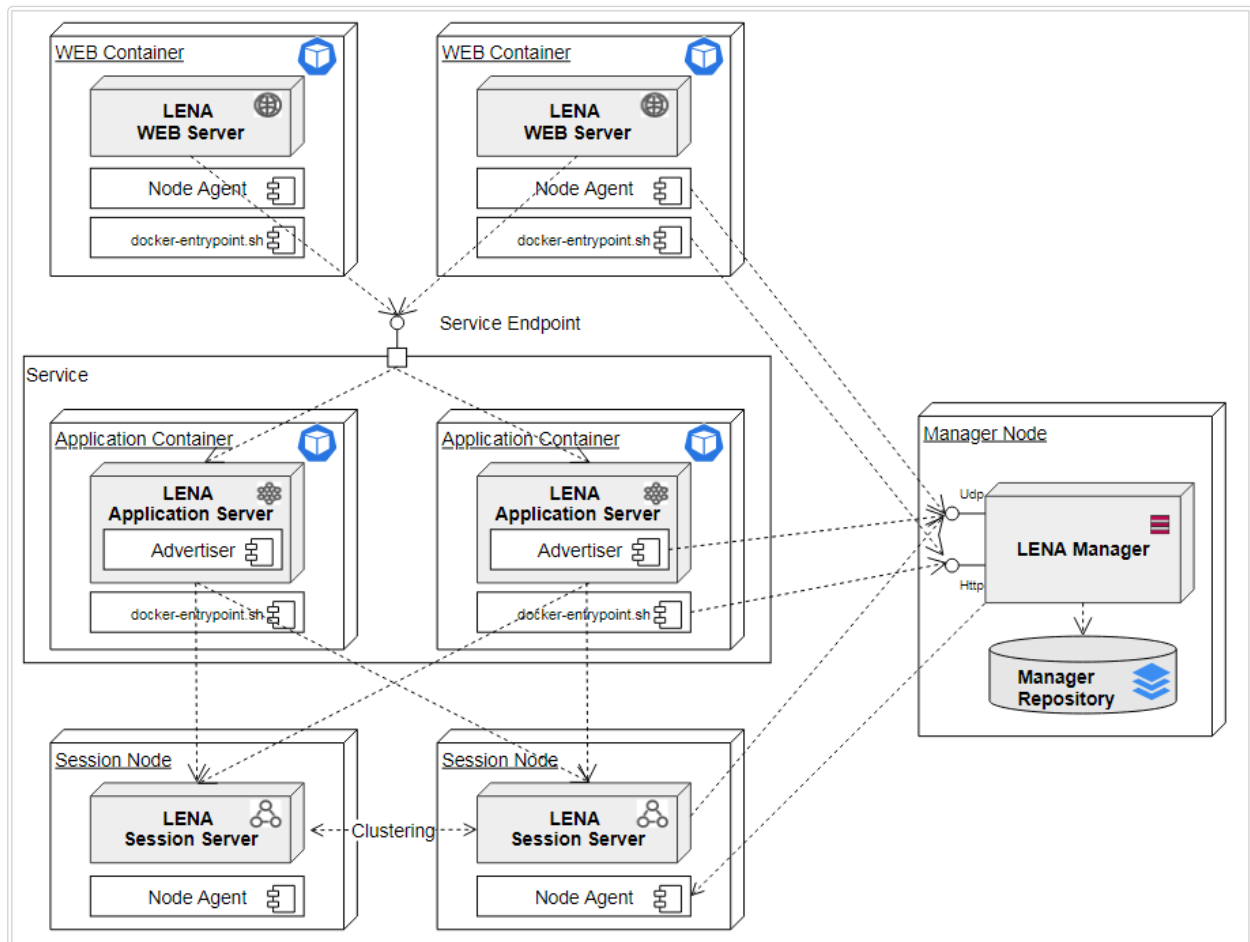 WEB Container
LENA
WEB Server
Node Agent
docker-entrypoint.sh
WEB Container
LENA
WEB Server
Node Agent
docker-entrypoint.sh
Service Endpoint
Service
Application Container
LENA
Application Server
Advertiser
docker-entrypoint.sh
Application Container
LENA
Application Server
Advertiser
docker-entrypoint.sh
Manager Node
Udp
LENA Manager
Http
Manager
Repository
Session Node
LENA
Session Server
Node Agent
Clustering
Session Node
LENA
Session Server
Node Agent